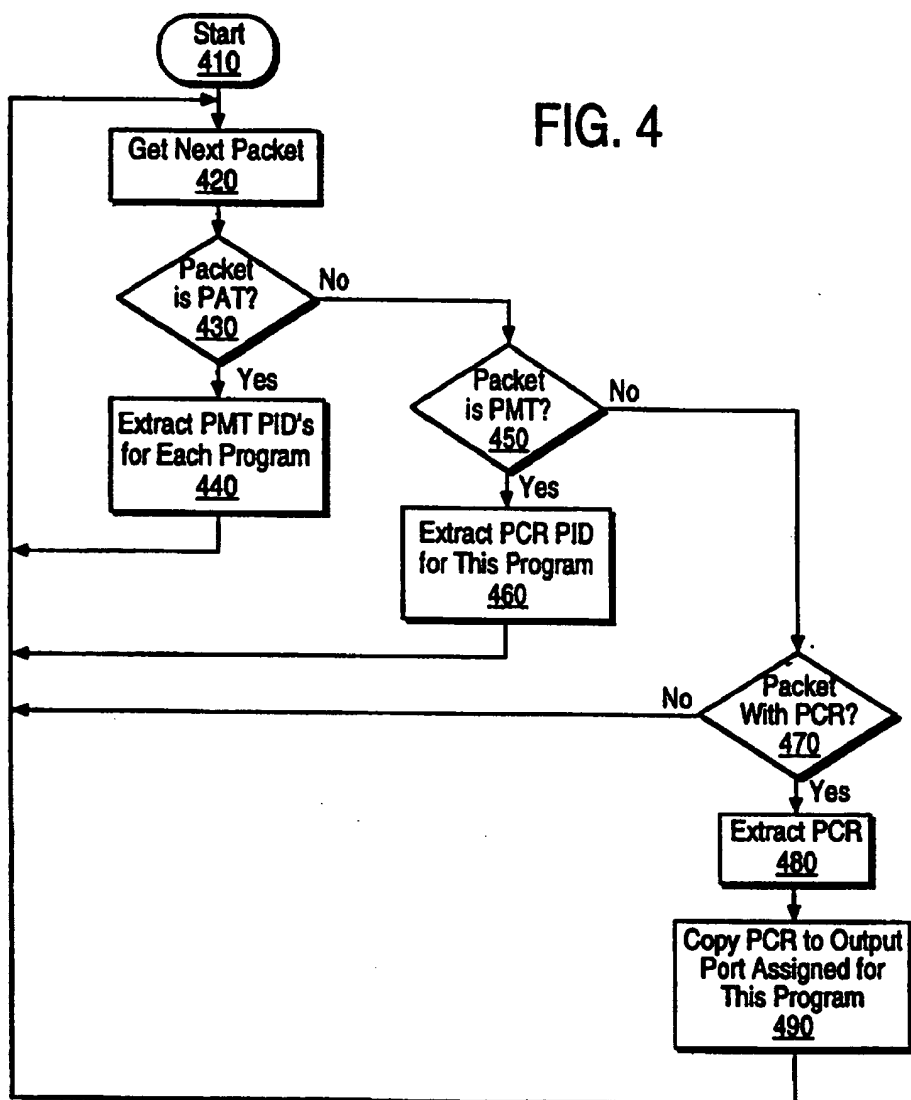 Start
410
FIG. 4
Get Next Packet
420
Packet
is PAT?
430
No
Yes
Extract PMT PID's
for Each Program
440
Packet
is PMT?
450
No
Yes
Extract PCR PID
for This Program
460
Packet
With PCR?
470
No
Yes
Extract PCR
480
Copy PCR to Output
Port Assigned for
This Program
490